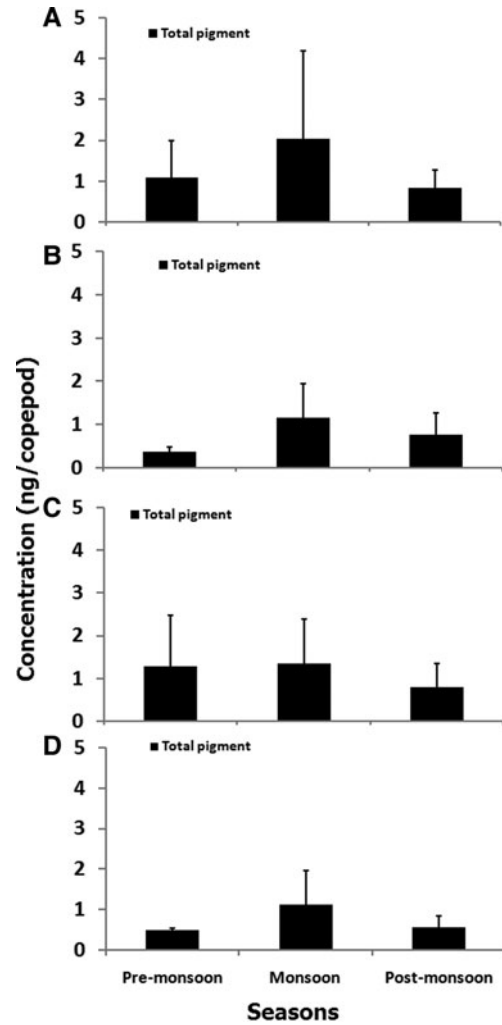 A
5
■ Total pigment
4
3
2
1
0
B
5
■ Total pigment
4
3
2
1
0
C
5
■ Total pigment
4
3
2
1
0
D
5
■ Total pigment
4
3
2
1
0
Concentration (ng/copepod)
Pre-monsoon Monsoon Post-monsoon
Seasons